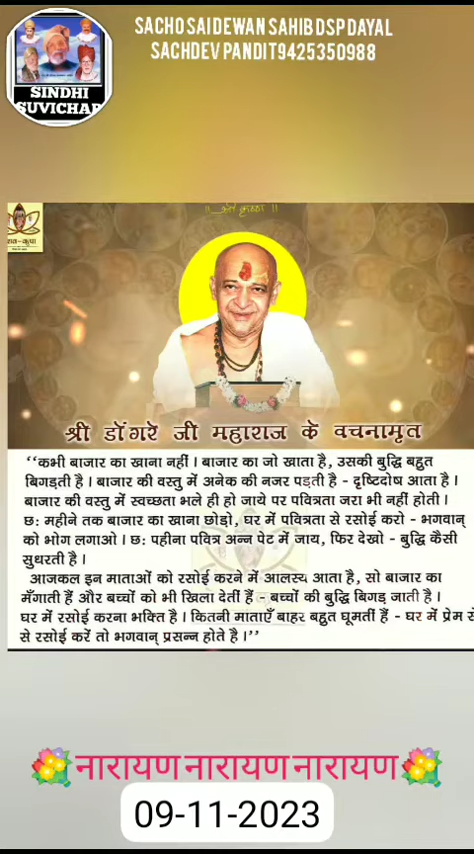 SACHO SAI DEWAN SAHIB DSP DAYAL
SACHDEV PANDIT 9425350988
SINDHI
SUVICHAR
श्री डोंगरे जी महाराज के वचनामृत
‘‘कभी बाजार का खाना नहीं । बाजार का जो खाता है, उसकी बुद्धि बहुत
बिगड़ती है । बाजार की वस्तु में अनेक की नजर पड़ती है - दृष्टिदोष आता है ।
बाजार की वस्तु में स्वच्छता भले ही हो जाये पर पवित्रता जरा भी नहीं होती ।
छः महीने तक बाजार का खाना छोड़ो, घर में पवित्रता से रसोई करो - भगवान्
को भोग लगाओ । छः पहीना पवित्र अन्न पेट में जाय, फिर देखो - बुद्धि कैसी
सुधरती है ।
आजकल इन माताओं को रसोई करने में आलस्य आता है, सो बाजार का
मँगाती हैं और बच्चों को भी खिला देतीं हैं - बच्चों की बुद्धि बिगड़ जाती है ।
घर में रसोई करना भक्ति है । कितनी माताएँ बाहर बहुत घूमतीं हैं - घर में प्रेम से
से रसोई करें तो भगवान् प्रसन्न होते है ।’’
नारायण नारायण नारायण
09-11-2023